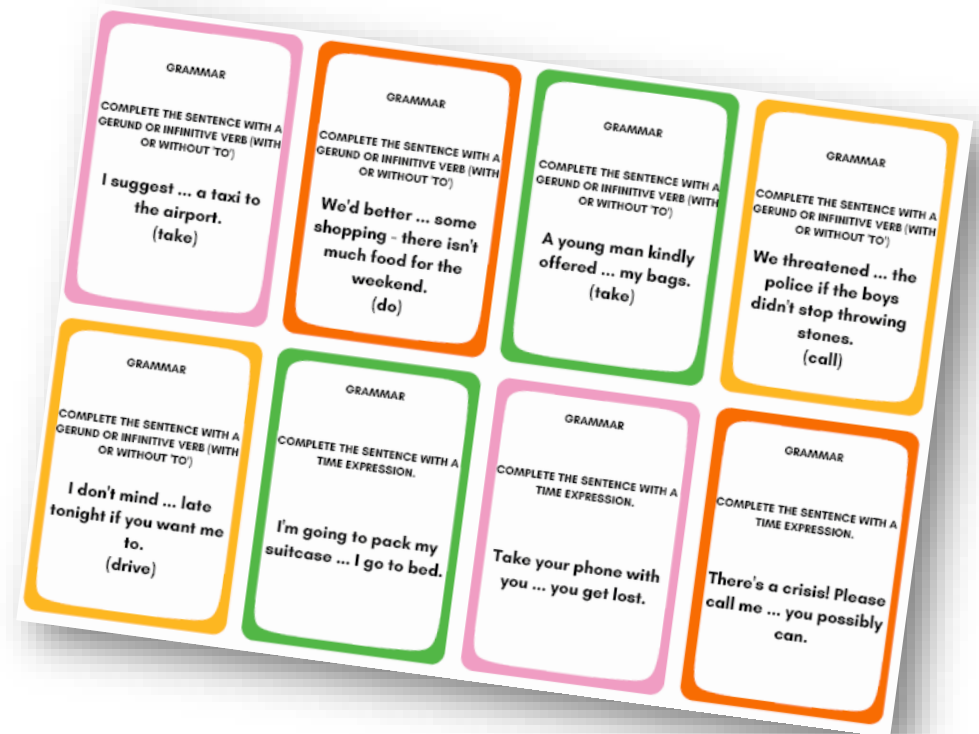 GRAMMAR
COMPLETE THE SENTENCE WITH A
GERUND OR INFINITIVE VERB (WITH
OR WITHOUT 'TO')
I suggest ... a taxi to
the airport.
(take)
GRAMMAR
COMPLETE THE SENTENCE WITH A
GERUND OR INFINITIVE VERB (WITH
OR WITHOUT 'TO')
We'd better ... some
shopping - there isn't
much food for the
weekend.
(do)
GRAMMAR
COMPLETE THE SENTENCE WITH A
GERUND OR INFINITIVE VERB (WITH
OR WITHOUT 'TO')
A young man kindly
offered ... my bags.
(take)
GRAMMAR
COMPLETE THE SENTENCE WITH A
GERUND OR INFINITIVE VERB (WITH
OR WITHOUT 'TO')
We threatened ... the
police if the boys
didn't stop throwing
stones.
(call)
GRAMMAR
COMPLETE THE SENTENCE WITH A
GERUND OR INFINITIVE VERB (WITH
OR WITHOUT 'TO')
I don't mind ... late
tonight if you want me
to.
(drive)
GRAMMAR
COMPLETE THE SENTENCE WITH A
TIME EXPRESSION.
I'm going to pack my
suitcase ... I go to bed.
GRAMMAR
COMPLETE THE SENTENCE WITH A
TIME EXPRESSION.
Take your phone with
you ... you get lost.
GRAMMAR
COMPLETE THE SENTENCE WITH A
TIME EXPRESSION.
There's a crisis! Please
call me ... you possibly
can.